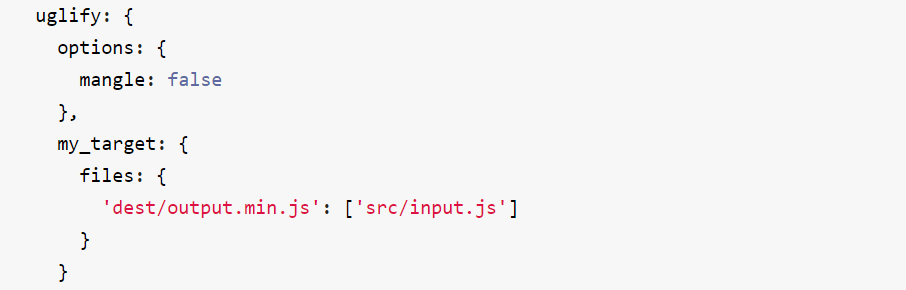 uglify: {
options: {
mangle: false
},
my_target: {
files: {
'dest/output.min.js': ['src/input.js']
}
}